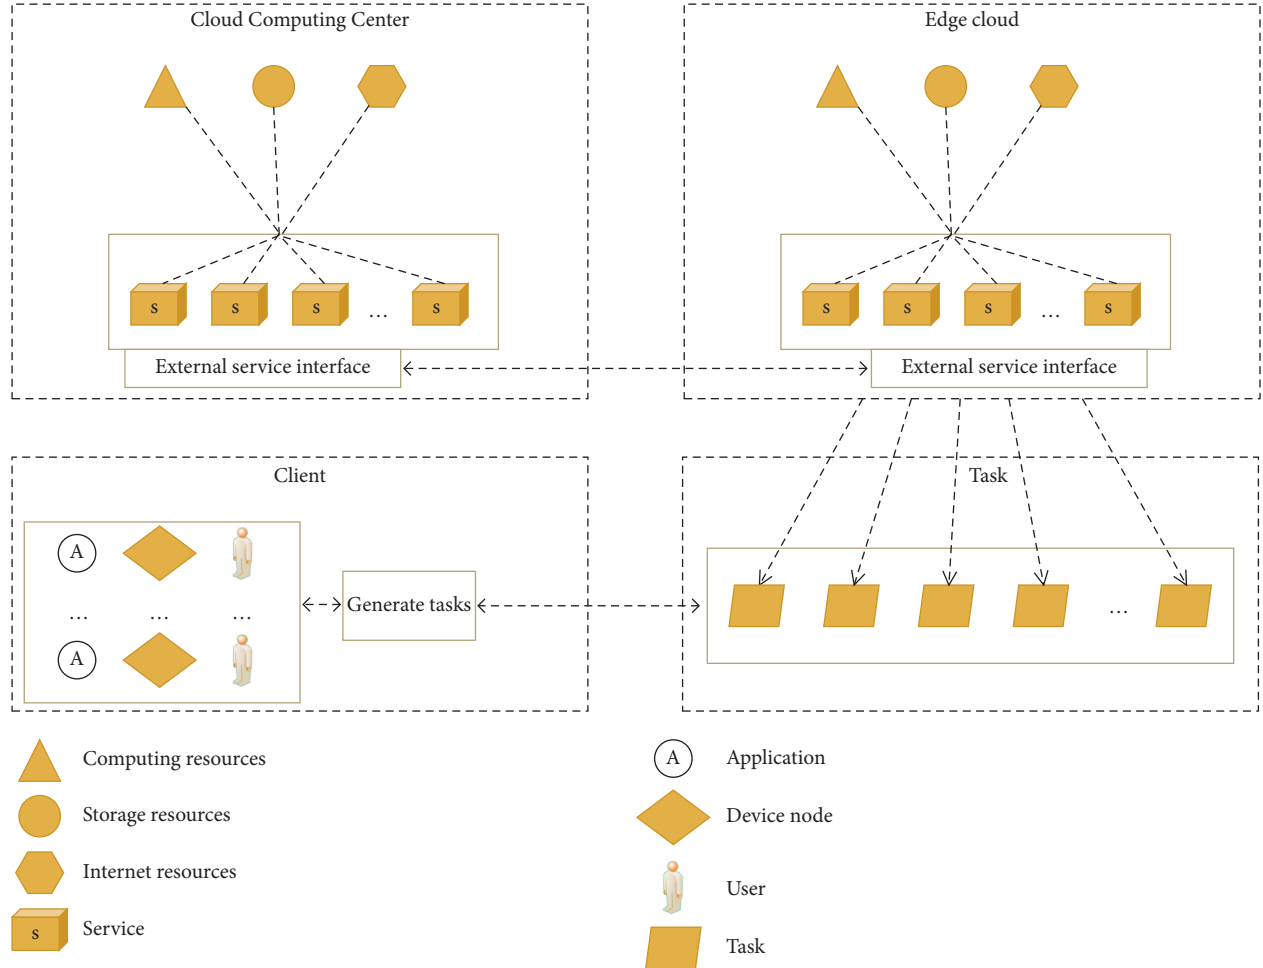 Cloud Computing Center
Edge cloud
s s s … s
s s s … s
External service interface
External service interface
Client
Task
A
… … …
A
Generate tasks
…
Computing resources
Storage resources
Internet resources
s Service
A Application
Device node
User
Task